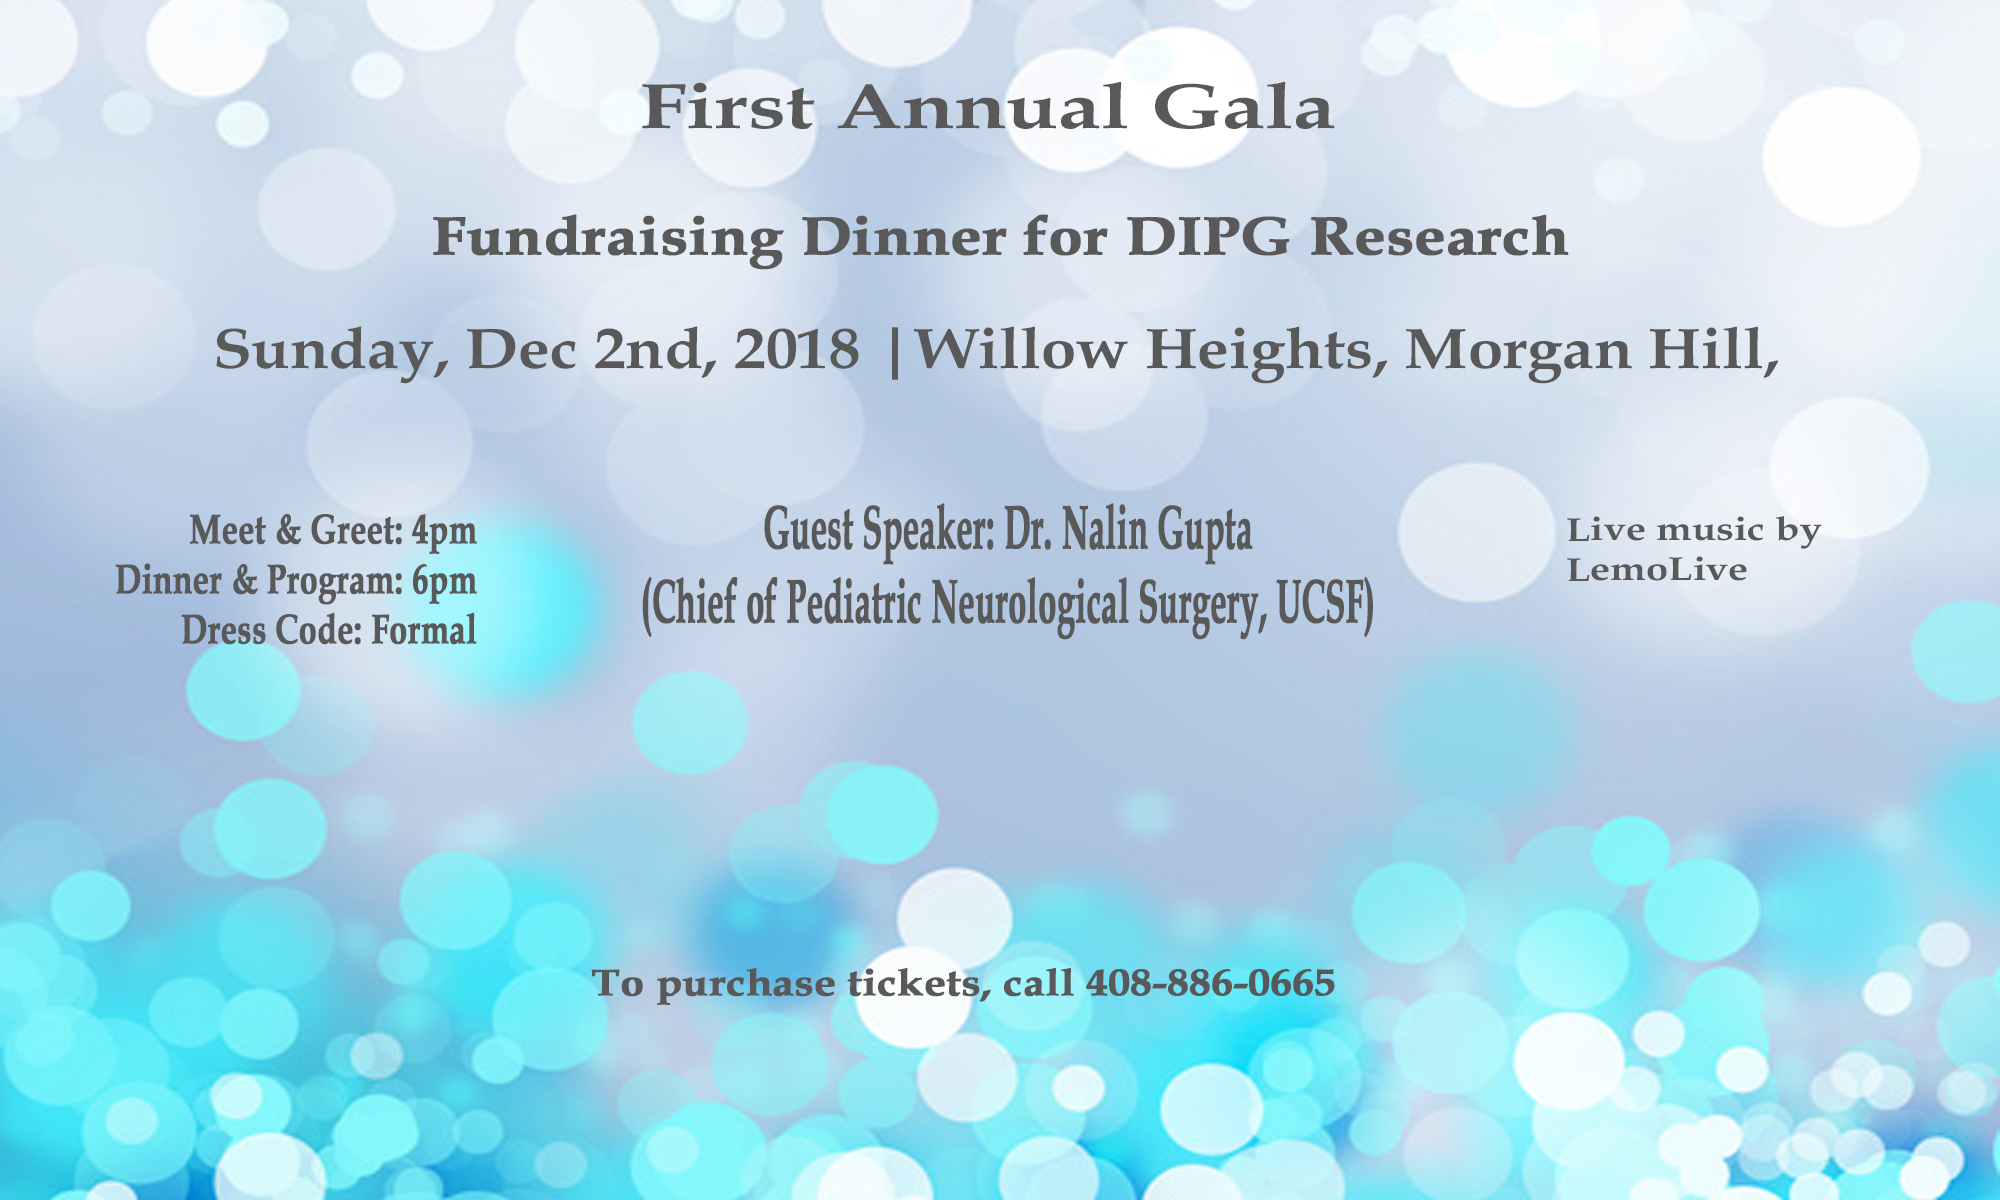 First Annual Gala
Fundraising Dinner for DIPG Research
Sunday, Dec 2nd, 2018 |Willow Heights, Morgan Hill,
Meet & Greet: 4pm
Dinner & Program: 6pm
Dress Code: Formal
Guest Speaker: Dr. Nalin Gupta
(Chief of Pediatric Neurological Surgery, UCSF)
Live music by
LemoLive
To purchase tickets, call 408-886-0665